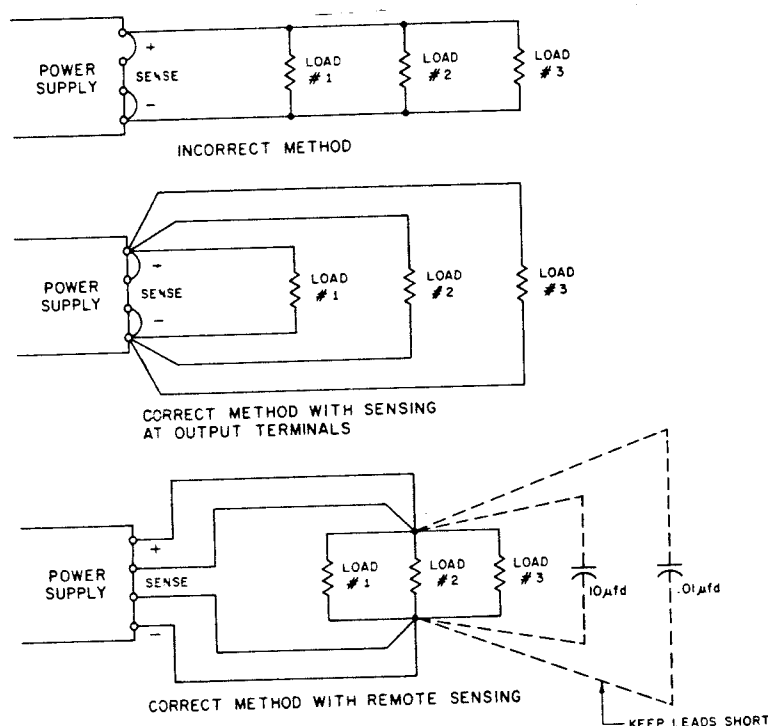 POWER
SUPPLY
+
SENSE
-
LOAD
#1
LOAD
#2
LOAD
#3
INCORRECT METHOD
POWER
SUPPLY
+
SENSE
-
LOAD
#1
LOAD
#2
LOAD
#3
CORRECT METHOD WITH SENSING
AT OUTPUT TERMINALS
POWER
SUPPLY
+
SENSE
-
LOAD
#1
LOAD
#2
LOAD
#3
10µfd
.01µfd
CORRECT METHOD WITH REMOTE SENSING
KEEP LEADS SHORT